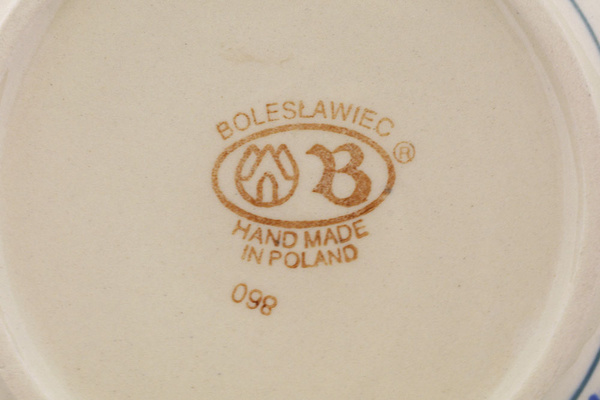 BOLESŁAWIEC
B ®
HAND MADE
IN POLAND
098